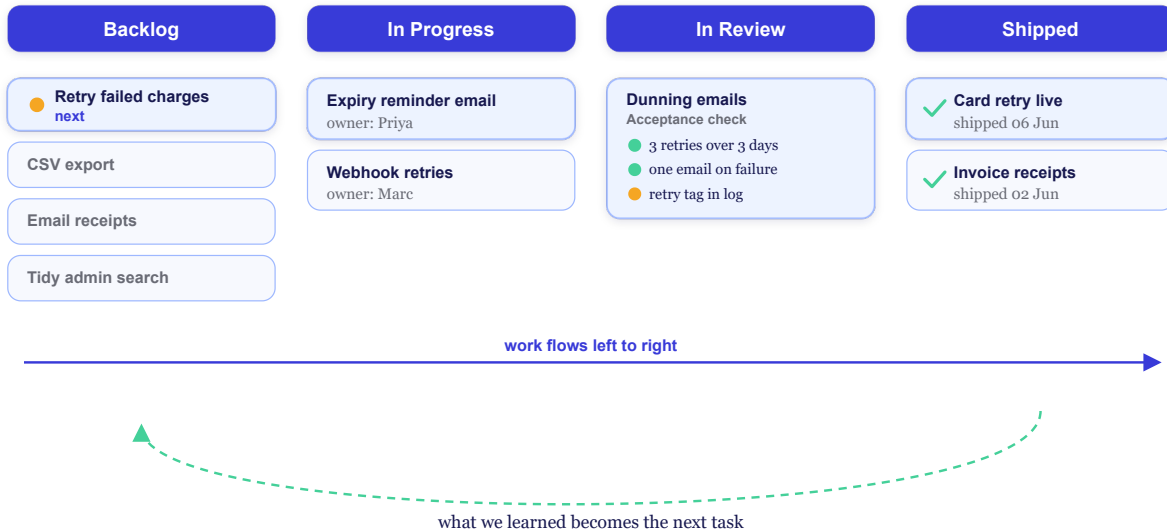 Backlog
Retry failed charges
next
CSV export
Email receipts
Tidy admin search
In Progress
Expiry reminder email
owner: Priya
Webhook retries
owner: Marc
In Review
Dunning emails
Acceptance check
3 retries over 3 days
one email on failure
retry tag in log
Shipped
Card retry live
shipped 06 Jun
Invoice receipts
shipped 02 Jun
work flows left to right
what we learned becomes the next task